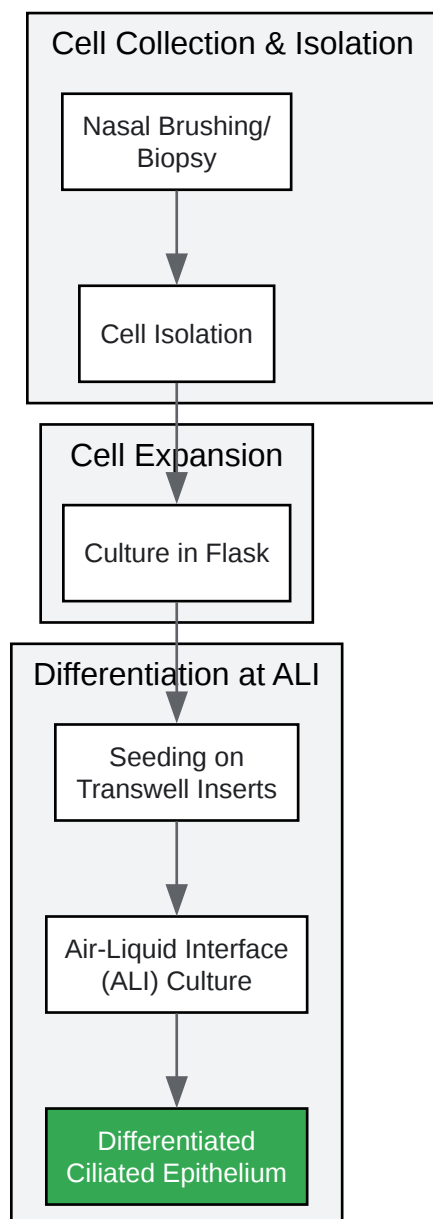 Cell Collection & Isolation
Nasal Brushing/
Biopsy
Cell Isolation
Cell Expansion
Culture in Flask
Differentiation at ALI
Seeding on
Transwell Inserts
Air-Liquid Interface
(ALI) Culture
Differentiated
Ciliated Epithelium